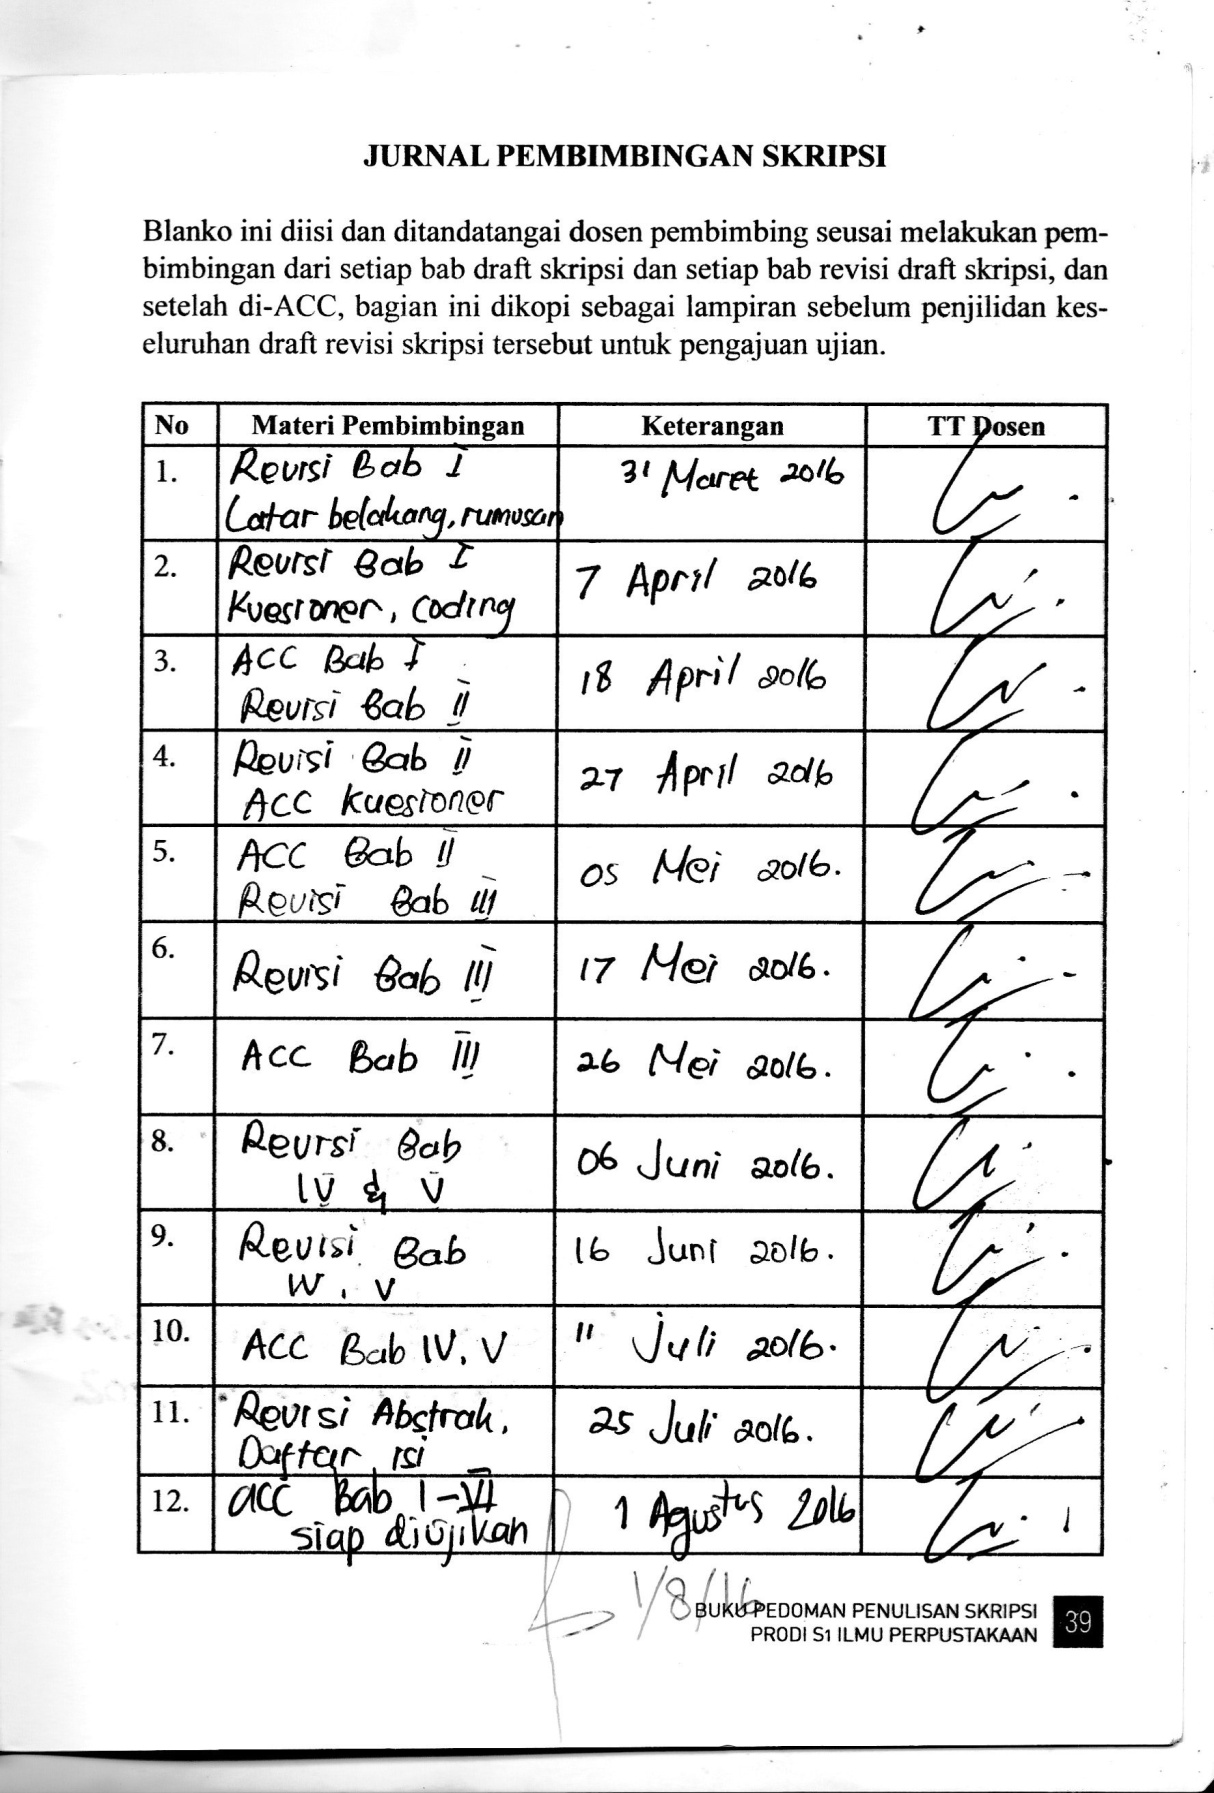 JURNAL PEMBIMBINGAN SKRIPSI
Blanko ini diisi dan ditandatangai dosen pembimbing seusai melakukan pem-
bimbingan dari setiap bab draft skripsi dan setiap bab revisi draft skripsi, dan
setelah di-ACC, bagian ini dikopi sebagai lampiran sebelum penjilidan kes-
eluruhan draft revisi skripsi tersebut untuk pengajuan ujian.
No Materi Pembimbingan Keterangan TT Dosen
1. Revisi Bab I 31 Maret 2016
Latar belakang, rumusan
2. Revisi Bab I 7 April 2016
Kuesioner, Coding
3. ACC Bab I 18 April 2016
Revisi Bab II
4. Revisi Bab II 27 April 2016
ACC Kuesioner
5. ACC Bab II 05 Mei 2016.
Revisi Bab III
6. Revisi Bab III 17 Mei 2016.
7. ACC Bab III 26 Mei 2016.
8. Revisi Bab 06 Juni 2016.
IV & V
9. Revisi Bab 16 Juni 2016.
IV, V
10. ACC Bab IV, V 11 Juli 2016.
11. Revisi Abstrak, 25 Juli 2016.
Daftar isi
12. acc Bab I-VI 1 Agustus 2016
siap diujikan
1/8/16
BUKU PEDOMAN PENULISAN SKRIPSI
PRODI S1 ILMU PERPUSTAKAAN
39